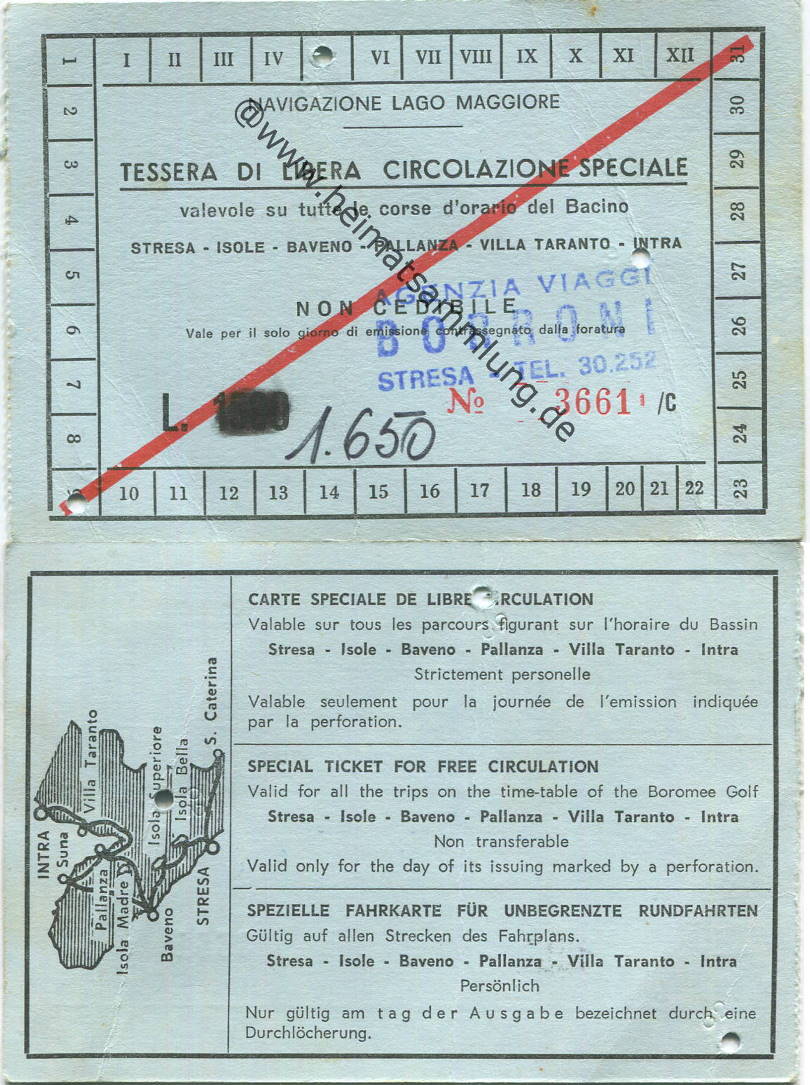 I II III IV VI VII VIII IX X XI XII
1
2
3
4
5
6
7
8
9
10 11 12 13 14 15 16 17 18 19 20 21 22
23
24
25
26
27
28
29
30
31
NAVIGAZIONE LAGO MAGGIORE
TESSERA DI LIBERA CIRCOLAZIONE SPECIALE
valevole su tutte le corse d'orario del Bacino
STRESA - ISOLE - BAVENO - PALLANZA - VILLA TARANTO - INTRA
NON CEDIBILE
Vale per il solo giorno di emissione contrassegnato dalla foratura
AGENZIA VIAGGI
BORRONI
STRESA - TEL. 30.252
L.
1.650
No 3661 /C
@www.heimatsammlung.de
CARTE SPECIALE DE LIBRE CIRCULATION
Valable sur tous les parcours figurant sur l'horaire du Bassin
Stresa - Isole - Baveno - Pallanza - Villa Taranto - Intra
Strictement personelle
Valable seulement pour la journée de l'emission indiquée
par la perforation.
SPECIAL TICKET FOR FREE CIRCULATION
Valid for all the trips on the time-table of the Boromee Golf
Stresa - Isole - Baveno - Pallanza - Villa Taranto - Intra
Non transferable
Valid only for the day of its issuing marked by a perforation.
SPEZIELLE FAHRKARTE FÜR UNBEGRENZTE RUNDFAHRTEN
Gültig auf allen Strecken des Fahrplans.
Stresa - Isole - Baveno - Pallanza - Villa Taranto - Intra
Persönlich
Nur gültig am tag der Ausgabe bezeichnet durch eine
Durchlöcherung.
INTRA
Suna
Villa Taranto
Pallanza
Isola Madre
Isola Superiore
Isola Bella
Baveno
STRESA
S. Caterina